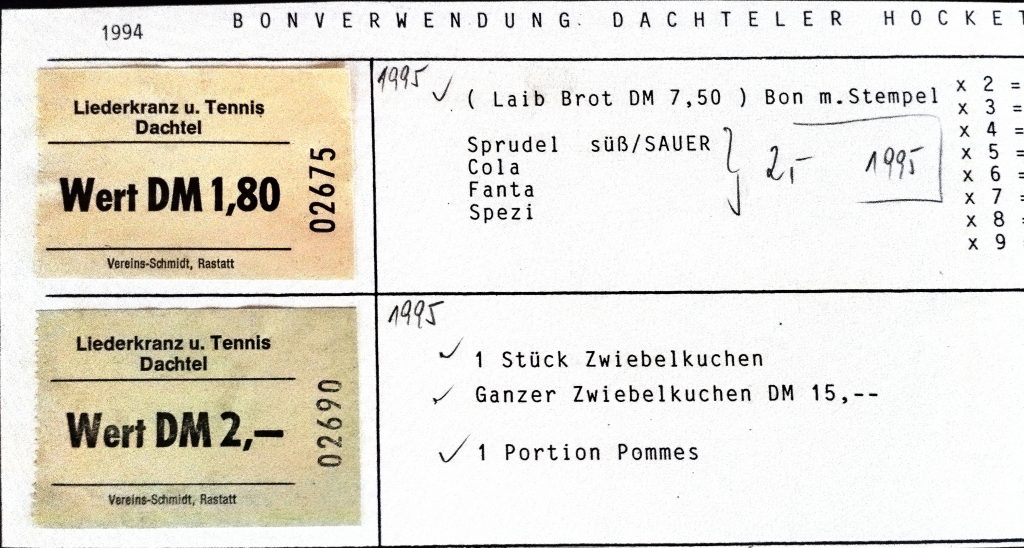 1994
BONVERWENDUNG. DACHTELER HOCKET
Liederkranz u. Tennis
Dachtel
Wert DM 1,80
02675
Vereins-Schmidt, Rastatt
1995
( Laib Brot DM 7,50 ) Bon m.Stempel
Sprudel süß/SAUER
Cola
Fanta
Spezi
2,-
1995
x 2 =
x 3 =
x 4 =
x 5 =
x 6 =
x 7 =
x 8 =
x 9 =
Liederkranz u. Tennis
Dachtel
Wert DM 2,—
02690
Vereins-Schmidt, Rastatt
1995
1 Stück Zwiebelkuchen
Ganzer Zwiebelkuchen DM 15,--
1 Portion Pommes